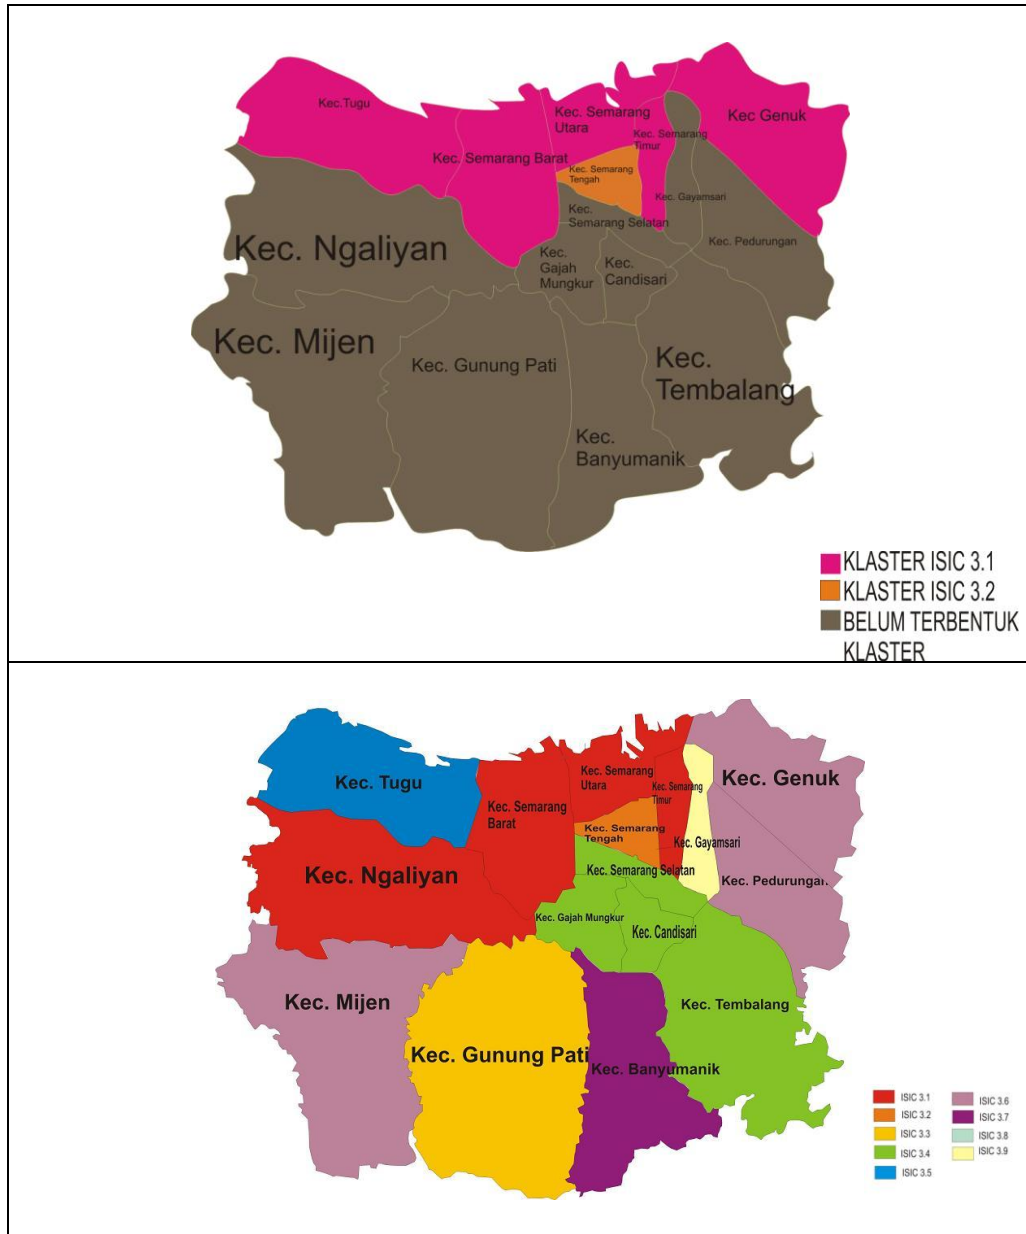 Kec.Tugu
Kec. Semarang
Utara
Kec Genuk
Kec. Semarang
Timur
Kec. Semarang Barat
Kec. Semarang
Tengah
Kec. Gayamsari
Kec.
Semarang Selatan
Kec. Pedurungan
Kec. Ngaliyan
Kec.
Gajah
Mungkur
Kec.
Candisari
Kec. Mijen
Kec. Gunung Pati
Kec.
Tembalang
Kec.
Banyumanik
KLASTER ISIC 3.1
KLASTER ISIC 3.2
BELUM TERBENTUK
KLASTER
Kec. Tugu
Kec. Semarang
Utara
Kec. Genuk
Kec. Semarang
Timur
Kec. Semarang
Barat
Kec. Semarang
Tengah
Kec. Gayamsari
Kec. Ngaliyan
Kec. Semarang Selatan
Kec. Pedurungan
Kec. Gajah Mungkur
Kec. Candisari
Kec. Mijen
Kec. Tembalang
Kec. Gunung Pati
Kec. Banyumanik
ISIC 3.1
ISIC 3.2
ISIC 3.3
ISIC 3.4
ISIC 3.5
ISIC 3.6
ISIC 3.7
ISIC 3.8
ISIC 3.9